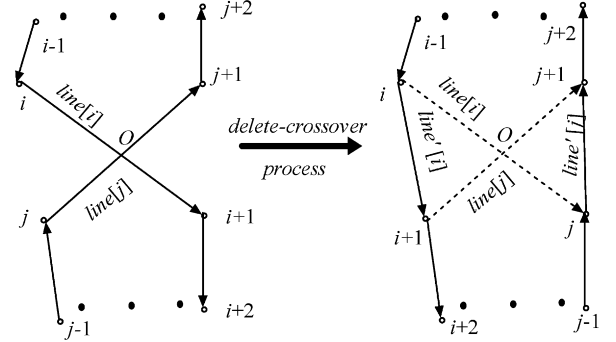 j+2
i-1
i
j+1
line[i]
O
line[j]
j
i+1
j-1
i+2
delete-crossover
process
i-1
j+2
i
j+1
line[i]
line'[i]
O
line'[j]
line[j]
i+1
j
i+2
j-1